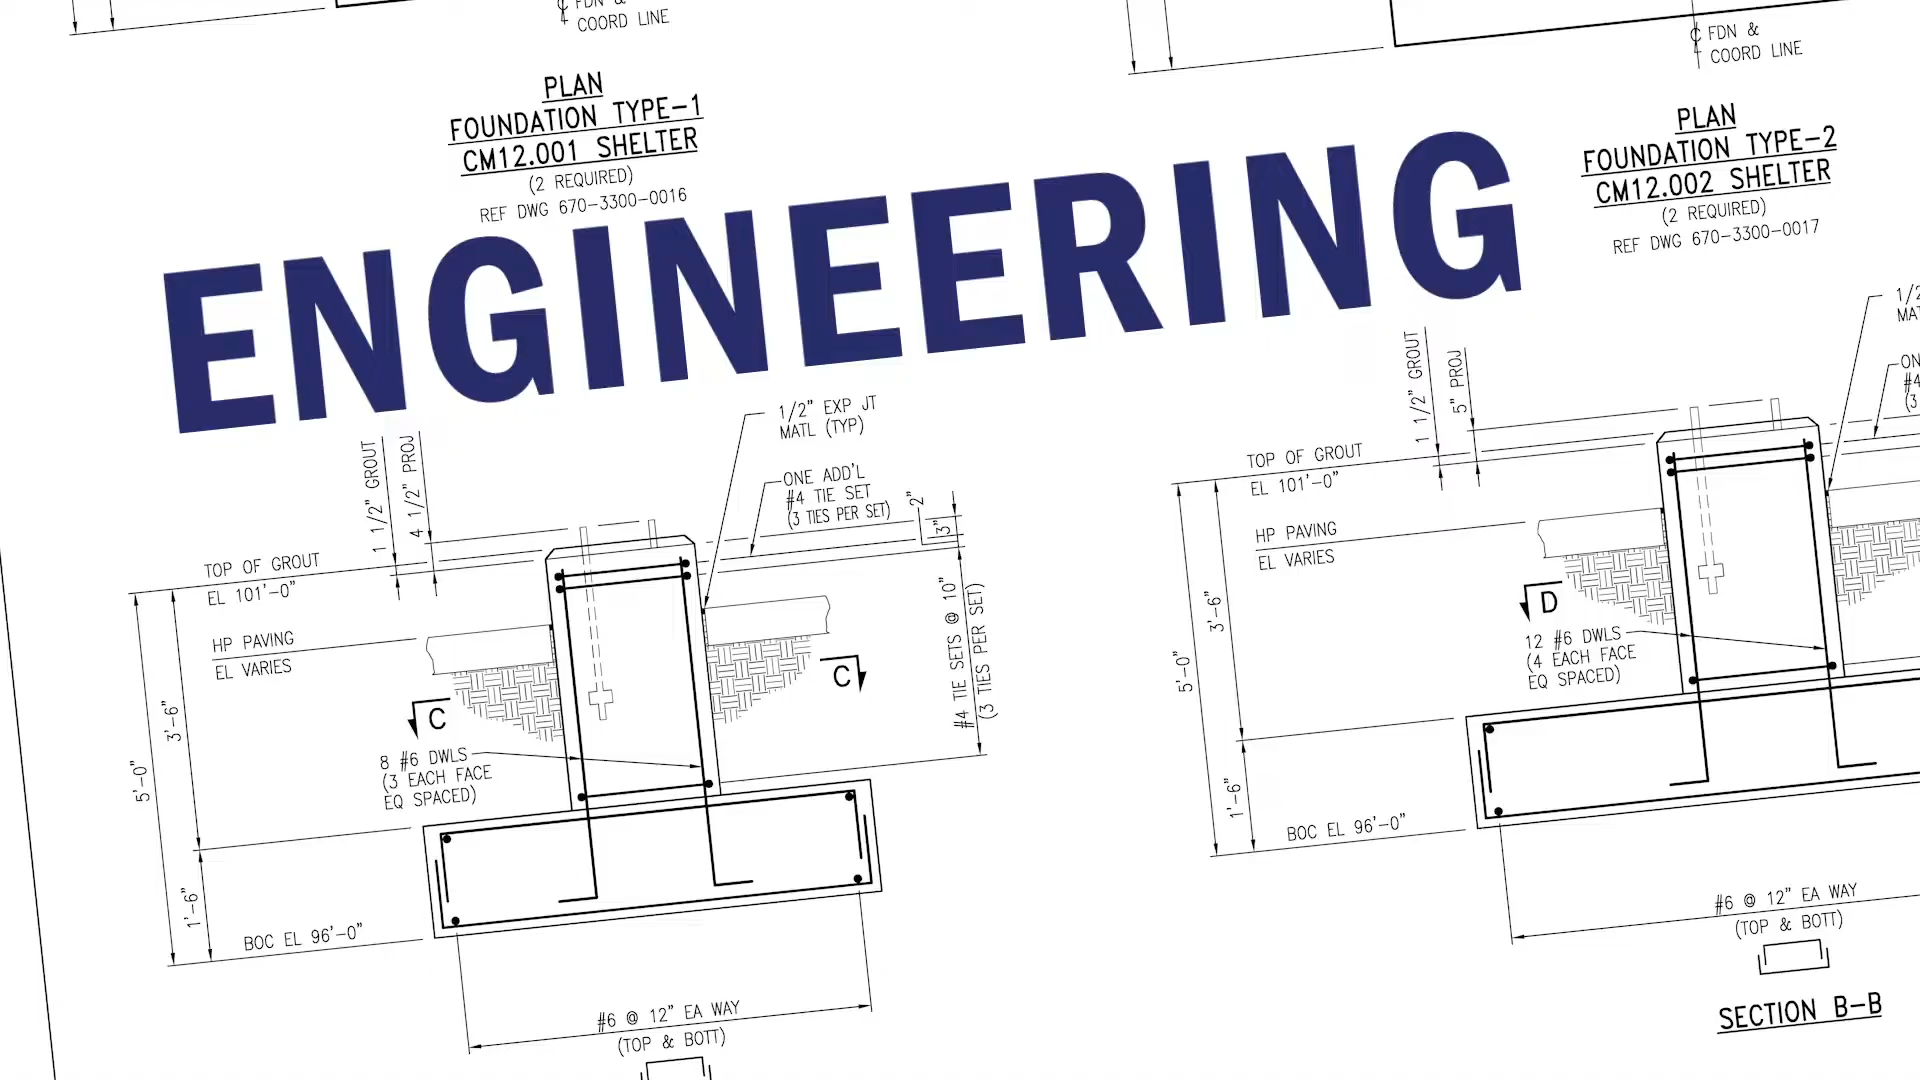 FDN &
COORD LINE
PLAN
FOUNDATION TYPE-1
CM12.001 SHELTER
(2 REQUIRED)
REF DWG 670-3300-0016
FDN &
COORD LINE
PLAN
FOUNDATION TYPE-2
CM12.002 SHELTER
(2 REQUIRED)
REF DWG 670-3300-0017
ENGINEERING
1 1/2" GROUT
4 1/2" PROJ
1/2" EXP JT
MATL (TYP)
ONE ADD'L
#4 TIE SET
(3 TIES PER SET)
2"
3"
TOP OF GROUT
EL 101'-0"
HP PAVING
EL VARIES
C
C
#4 TIE SETS @ 10"
(3 TIES PER SET)
3'-6"
5'-0"
8 #6 DWLS
(3 EACH FACE
EQ SPACED)
1'-6"
BOC EL 96'-0"
#6 @ 12" EA WAY
(TOP & BOTT)
1 1/2" GROUT
5" PROJ
#4
(3
TOP OF GROUT
EL 101'-0"
HP PAVING
EL VARIES
D
3'-6"
5'-0"
12 #6 DWLS
(4 EACH FACE
EQ SPACED)
1'-6"
BOC EL 96'-0"
#6 @ 12" EA WAY
(TOP & BOTT)
SECTION B-B